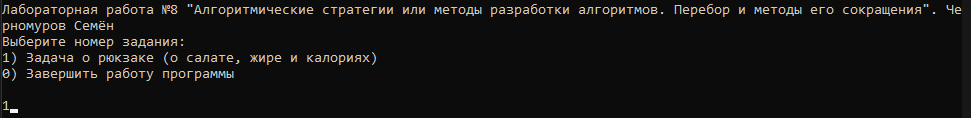 Лабораторная работа №8 "Алгоритмические стратегии или методы разработки алгоритмов. Перебор и методы его сокращения". Че
рномуров Семён
Выберите номер задания:
1) Задача о рюкзаке (о салате, жире и калориях)
0) Завершить работу программы
1